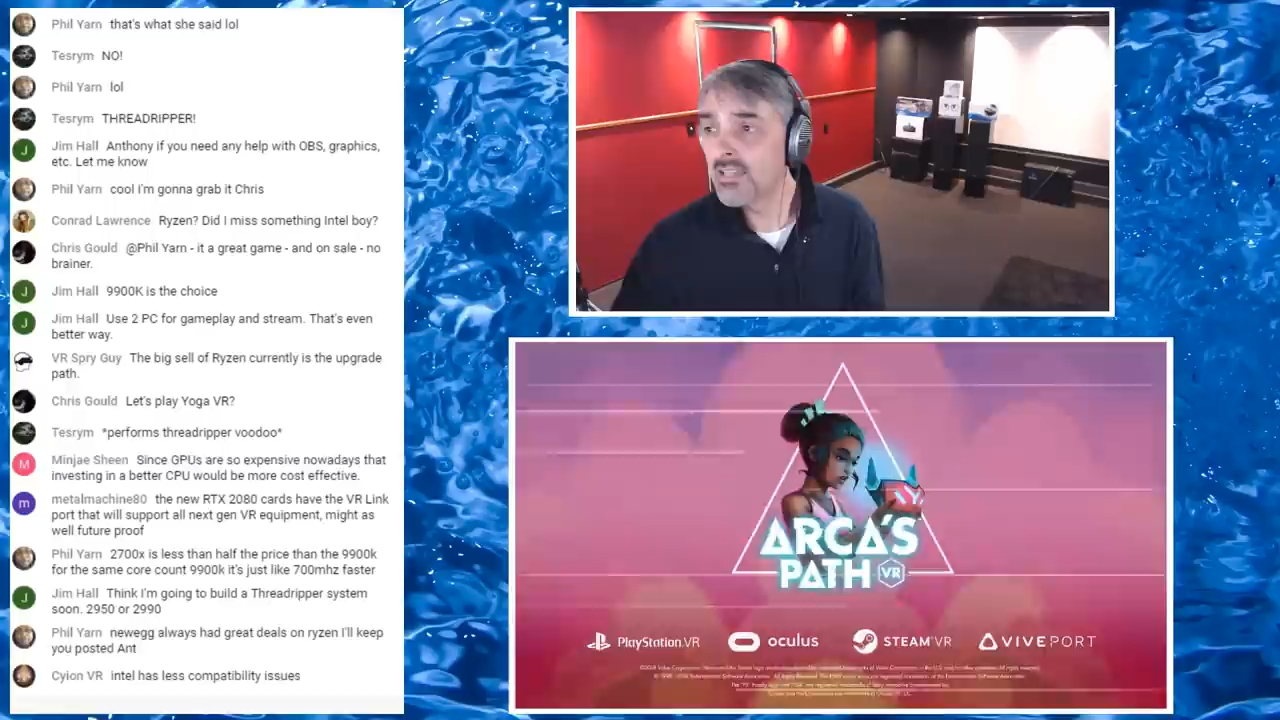 Phil Yarn that's what she said lol
Tesrym NO!
Phil Yarn lol
Tesrym THREADRIPPER!
J Jim Hall Anthony if you need any help with OBS, graphics,
etc. Let me know
Phil Yarn cool i'm gonna grab it Chris
Conrad Lawrence Ryzen? Did I miss something Intel boy?
Chris Gould @Phil Yarn - it a great game - and on sale - no
brainer.
J Jim Hall 9900K is the choice
J Jim Hall Use 2 PC for gameplay and stream. That's even
better way.
VR Spry Guy The big sell of Ryzen currently is the upgrade
path.
Chris Gould Let's play Yoga VR?
Tesrym *performs threadripper voodoo*
M Minjae Sheen Since GPUs are so expensive nowadays that
investing in a better CPU would be more cost effective.
m metalmachine80 the new RTX 2080 cards have the VR Link
port that will support all next gen VR equipment, might as
well future proof
Phil Yarn 2700x is less than half the price than the 9900k
for the same core count 9900k it's just like 700mhz faster
J Jim Hall Think I'm going to build a Threadripper system
soon. 2950 or 2990
Phil Yarn newegg always had great deals on ryzen I'll keep
you posted Ant
Cyion VR intel has less compatibility issues
ARCA'S
PATH VR
PlayStation.VR
oculus
STEAM VR
VIVEPORT